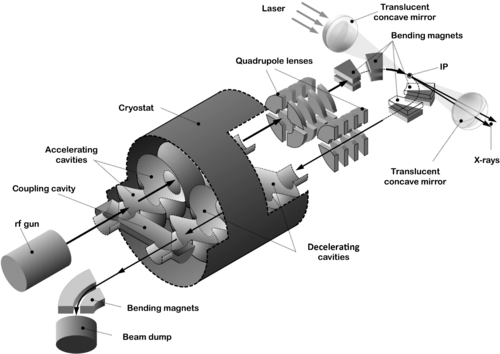 Laser
Translucent
concave mirror
Bending magnets
Quadrupole lenses
IP
Cryostat
Accelerating
cavities
Coupling cavity
X-rays
Translucent
concave mirror
rf gun
Decelerating
cavities
Bending magnets
Beam dump